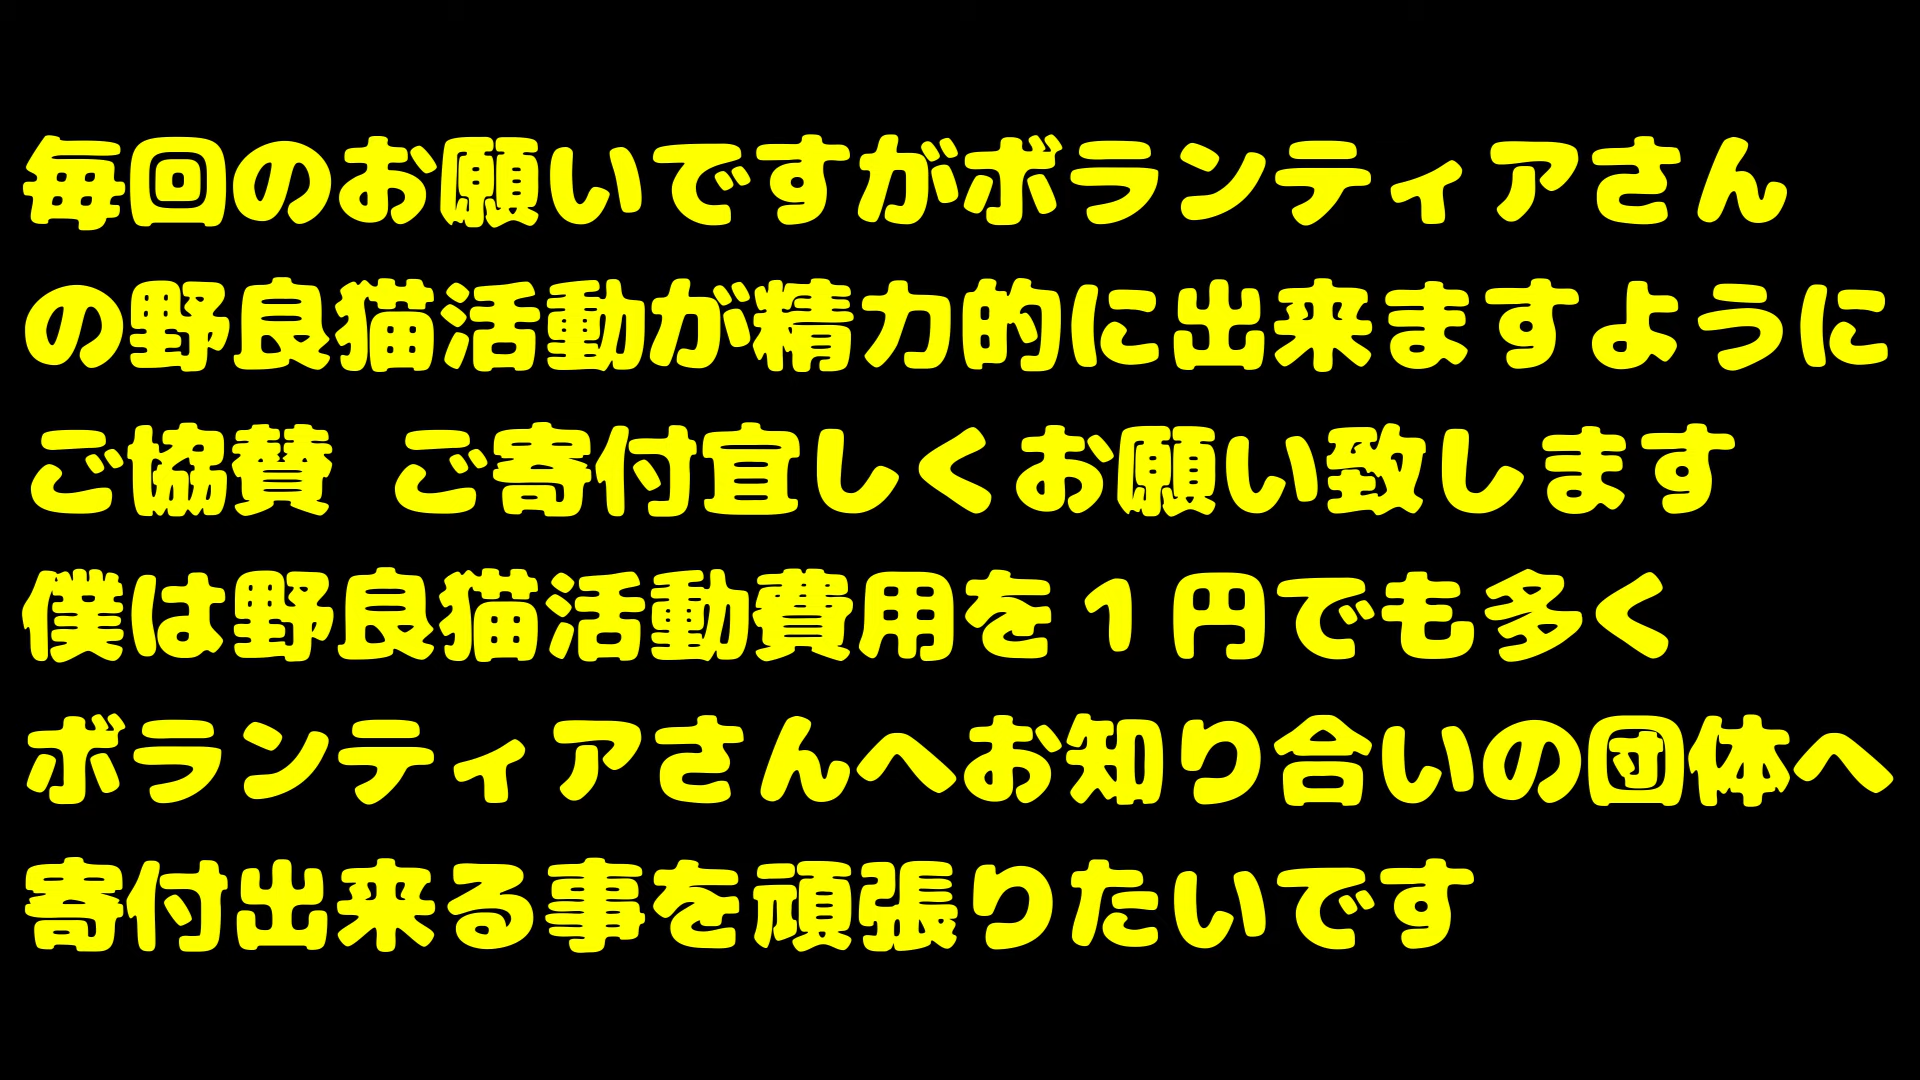 毎回のお願いですがボランティアさん
の野良猫活動が精力的に出来ますように
ご協賛 ご寄付宜しくお願い致します
僕は野良猫活動費用を１円でも多く
ボランティアさんへお知り合いの団体へ
寄付出来る事を頑張りたいです